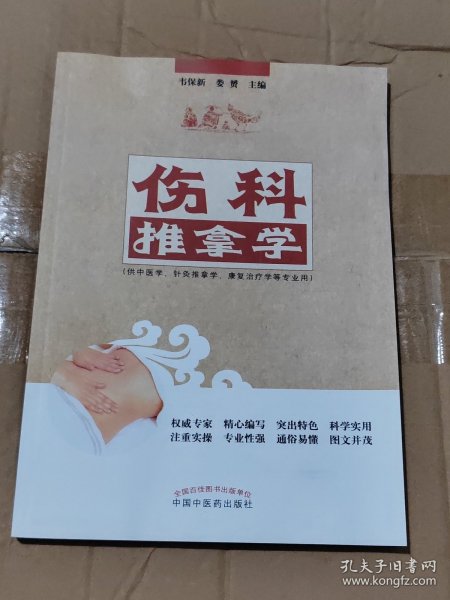 韦保新 娄赟 主编
伤科
推拿学
(供中医学、针灸推拿学、康复治疗学等专业用)
权威专家 精心编写 突出特色 科学实用
注重实操 专业性强 通俗易懂 图文并茂
全国百佳图书出版单位
中国中医药出版社
孔夫子旧书网
www.kongfz.com